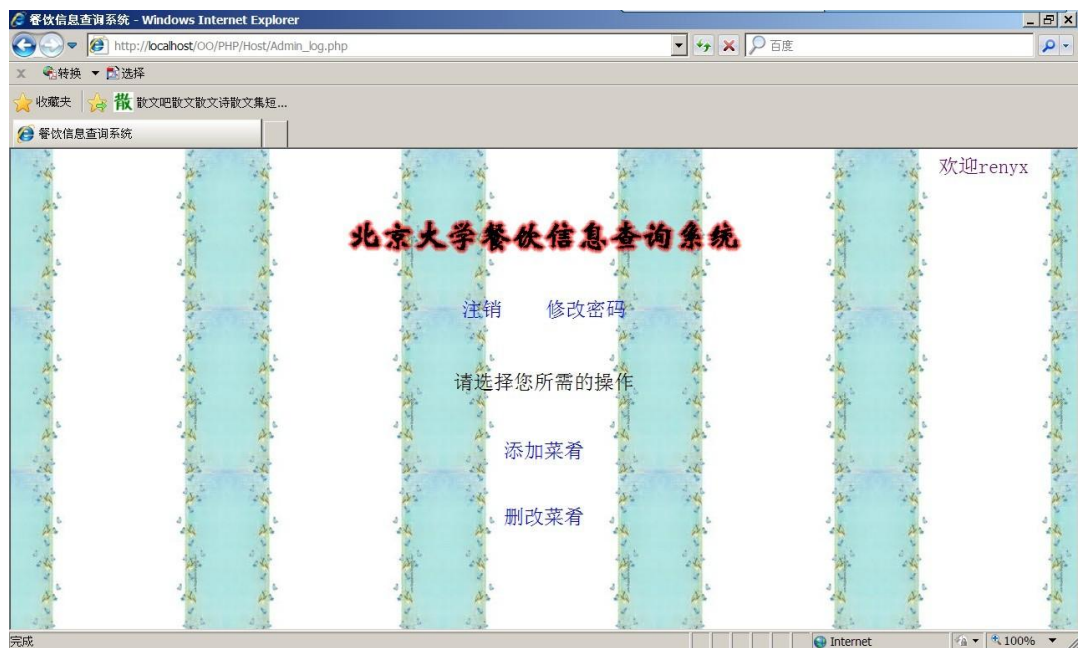 餐饮信息查询系统 - Windows Internet Explorer
http://localhost/OO/PHP/Host/Admin_log.php
百度
x 转换 选择
收藏夹 散 散文吧散文散文诗散文集短...
餐饮信息查询系统
欢迎renyx
北京大学餐饮信息查询系统
注销 修改密码
请选择您所需的操作
添加菜肴
删改菜肴
完成 Internet 100%